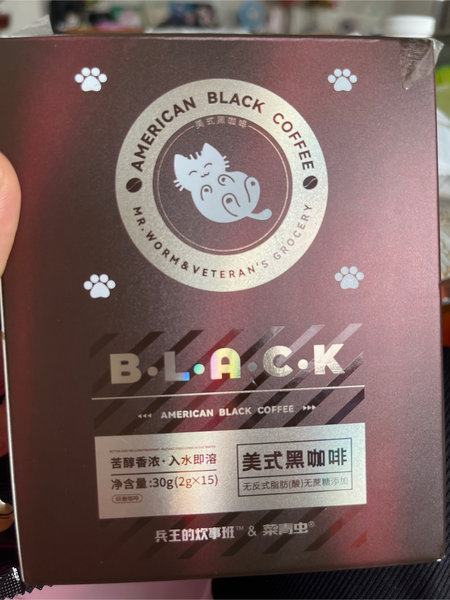 AMERICAN BLACK COFFEE
美式黑咖啡
MR.WORM&VETERAN'S GROCERY
B·L·A·C·K
AMERICAN BLACK COFFEE
苦醇香浓·入水即溶
净含量:30g(2g×15)
美式黑咖啡
无反式脂肪(酸)无蔗糖添加
兵王的炊事班™ & 菜青虫®